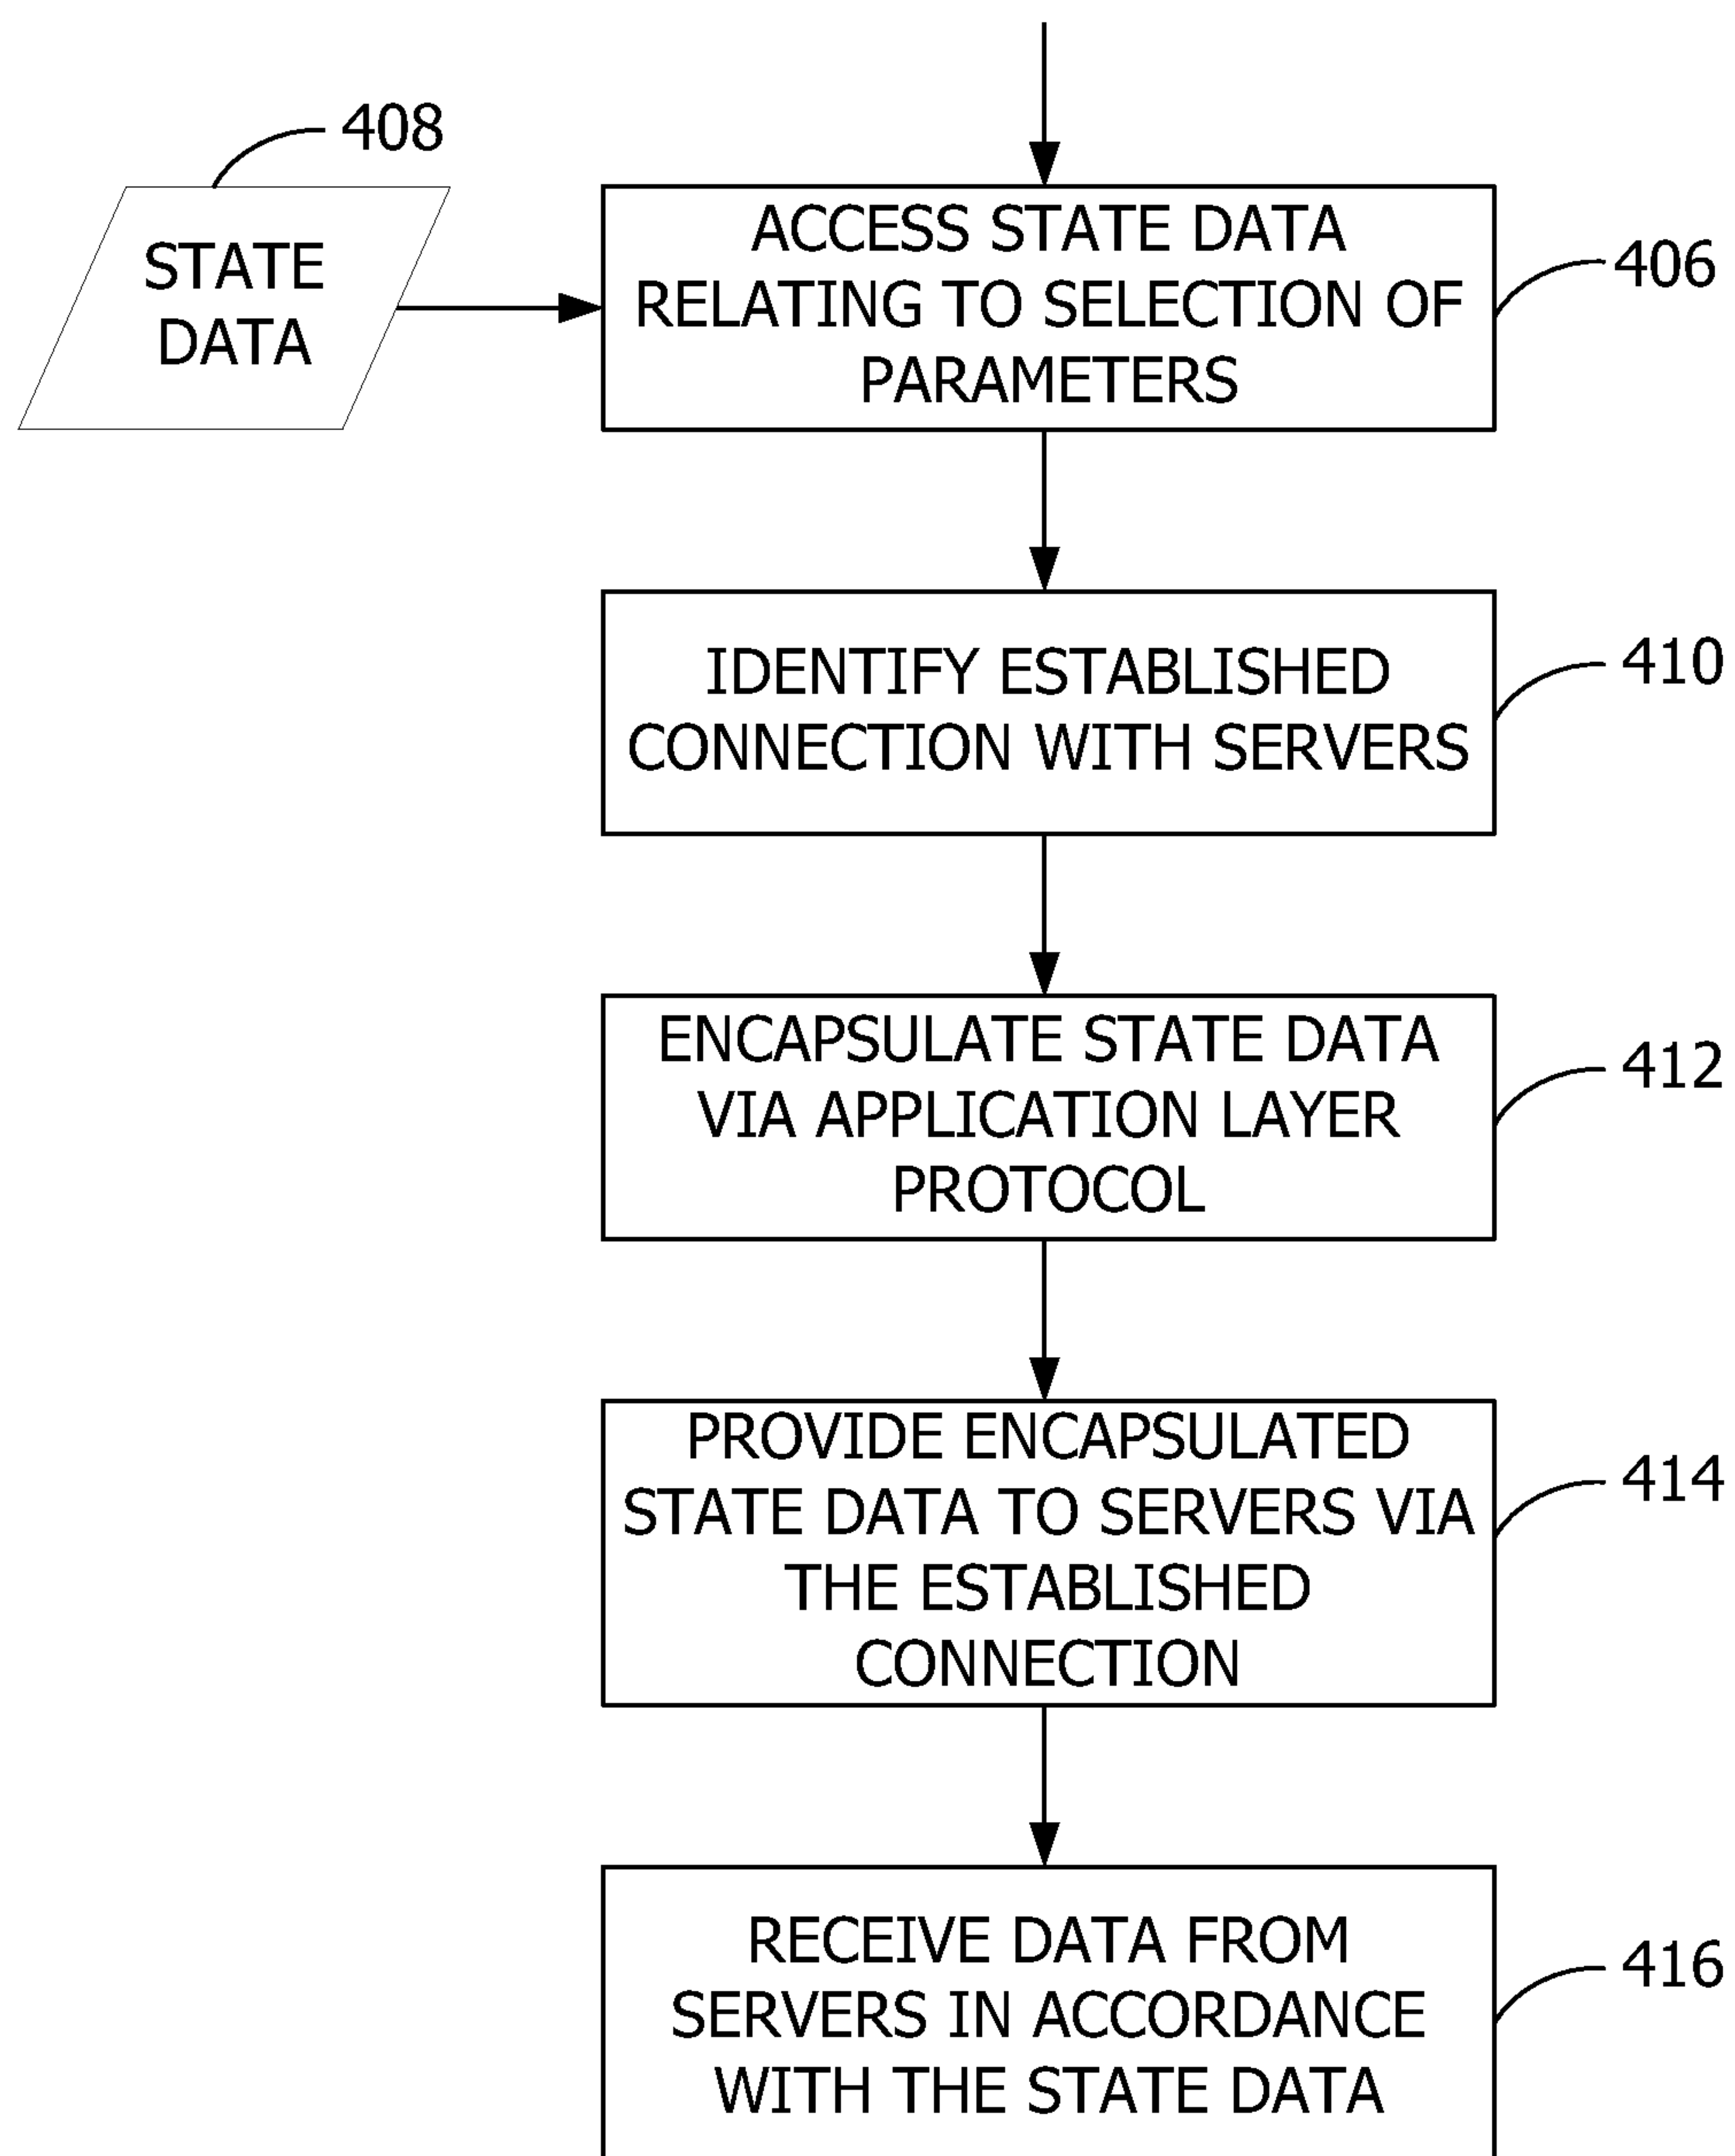 408
STATE
DATA
ACCESS STATE DATA
RELATING TO SELECTION OF
PARAMETERS
406
IDENTIFY ESTABLISHED
CONNECTION WITH SERVERS
410
ENCAPSULATE STATE DATA
VIA APPLICATION LAYER
PROTOCOL
412
PROVIDE ENCAPSULATED
STATE DATA TO SERVERS VIA
THE ESTABLISHED
CONNECTION
414
RECEIVE DATA FROM
SERVERS IN ACCORDANCE
WITH THE STATE DATA
416